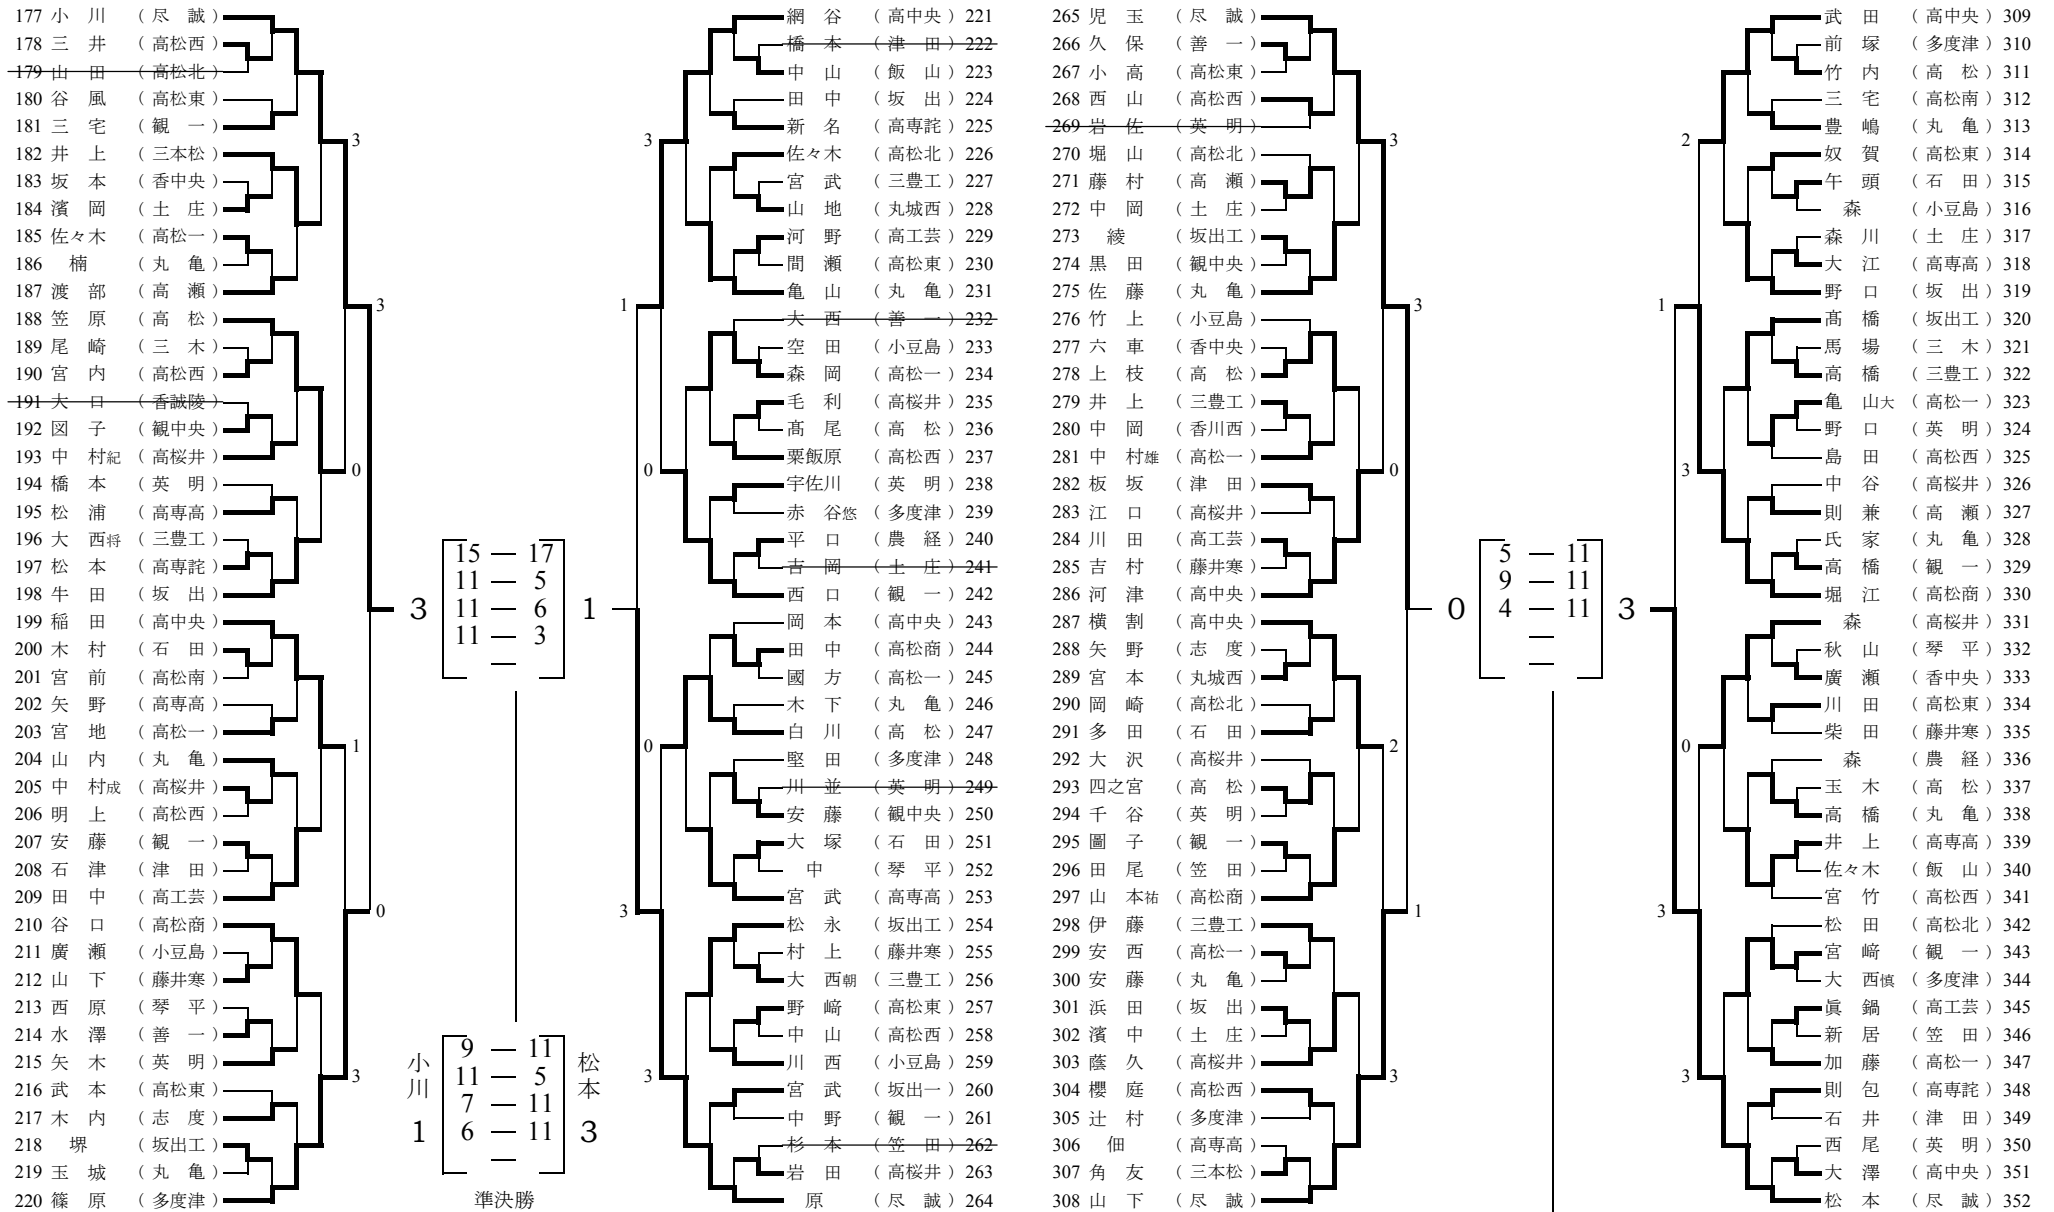 177 小 川 （ 尽 誠 ）
178 三 井 （ 高松西 ）
179 山 田 （ 高松北 ）
180 谷 風 （ 高松東 ）
181 三 宅 （ 観 一 ）
182 井 上 （ 三本松 ）
183 坂 本 （ 香中央 ）
184 濱 岡 （ 土 庄 ）
185 佐々木 （ 高松一 ）
186 楠 （ 丸 亀 ）
187 渡 部 （ 高 瀬 ）
188 笠 原 （ 高 松 ）
189 尾 崎 （ 三 木 ）
190 宮 内 （ 高松西 ）
191 大 口 （ 香誠陵 ）
192 図 子 （ 観中央 ）
193 中 村紀 （ 高桜井 ）
194 橋 本 （ 英 明 ）
195 松 浦 （ 高専高 ）
196 大 西将 （ 三豊工 ）
197 松 本 （ 高専詫 ）
198 牛 田 （ 坂 出 ）
199 稲 田 （ 高中央 ）
200 木 村 （ 石 田 ）
201 宮 前 （ 高松南 ）
202 矢 野 （ 高専高 ）
203 宮 地 （ 高松一 ）
204 山 内 （ 丸 亀 ）
205 中 村成 （ 高桜井 ）
206 明 上 （ 高松西 ）
207 安 藤 （ 観 一 ）
208 石 津 （ 津 田 ）
209 田 中 （ 高工芸 ）
210 谷 口 （ 高松商 ）
211 廣 瀬 （ 小豆島 ）
212 山 下 （ 藤井寒 ）
213 西 原 （ 琴 平 ）
214 水 澤 （ 善 一 ）
215 矢 木 （ 英 明 ）
216 武 本 （ 高松東 ）
217 木 内 （ 志 度 ）
218 堺 （ 坂出工 ）
219 玉 城 （ 丸 亀 ）
220 篠 原 （ 多度津 ）
3
3
0
1
0
3
3
15 ― 17
11 ― 5
11 ― 6
11 ― 3
―
1
小川
1
9 ― 11
11 ― 5
7 ― 11
6 ― 11
―
松本
3
準決勝
3
1
0
0
3
3
網 谷 （ 高中央 ） 221
橋 本 （ 津 田 ） 222
中 山 （ 飯 山 ） 223
田 中 （ 坂 出 ） 224
新 名 （ 高専詫 ） 225
佐々木 （ 高松北 ） 226
宮 武 （ 三豊工 ） 227
山 地 （ 丸城西 ） 228
河 野 （ 高工芸 ） 229
間 瀬 （ 高松東 ） 230
亀 山 （ 丸 亀 ） 231
大 西 （ 善 一 ） 232
空 田 （ 小豆島 ） 233
森 岡 （ 高松一 ） 234
毛 利 （ 高桜井 ） 235
髙 尾 （ 高 松 ） 236
粟飯原 （ 高松西 ） 237
宇佐川 （ 英 明 ） 238
赤 谷悠 （ 多度津 ） 239
平 口 （ 農 経 ） 240
吉 岡 （ 土 庄 ） 241
西 口 （ 観 一 ） 242
岡 本 （ 高中央 ） 243
田 中 （ 高松商 ） 244
國 方 （ 高松一 ） 245
木 下 （ 丸 亀 ） 246
白 川 （ 高 松 ） 247
堅 田 （ 多度津 ） 248
川 並 （ 英 明 ） 249
安 藤 （ 観中央 ） 250
大 塚 （ 石 田 ） 251
中 （ 琴 平 ） 252
宮 武 （ 高専高 ） 253
松 永 （ 坂出工 ） 254
村 上 （ 藤井寒 ） 255
大 西朝 （ 三豊工 ） 256
野 﨑 （ 高松東 ） 257
中 山 （ 高松西 ） 258
川 西 （ 小豆島 ） 259
宮 武 （ 坂出一 ） 260
中 野 （ 観 一 ） 261
杉 本 （ 笠 田 ） 262
岩 田 （ 高桜井 ） 263
原 （ 尽 誠 ） 264
265 児 玉 （ 尽 誠 ）
266 久 保 （ 善 一 ）
267 小 高 （ 高松東 ）
268 西 山 （ 高松西 ）
269 岩 佐 （ 英 明 ）
270 堀 山 （ 高松北 ）
271 藤 村 （ 高 瀬 ）
272 中 岡 （ 土 庄 ）
273 綾 （ 坂出工 ）
274 黒 田 （ 観中央 ）
275 佐 藤 （ 丸 亀 ）
276 竹 上 （ 小豆島 ）
277 六 車 （ 香中央 ）
278 上 枝 （ 高 松 ）
279 井 上 （ 三豊工 ）
280 中 岡 （ 香川西 ）
281 中 村雄 （ 高松一 ）
282 板 坂 （ 津 田 ）
283 江 口 （ 高桜井 ）
284 川 田 （ 高工芸 ）
285 吉 村 （ 藤井寒 ）
286 河 津 （ 高中央 ）
287 横 割 （ 高中央 ）
288 矢 野 （ 志 度 ）
289 宮 本 （ 丸城西 ）
290 岡 崎 （ 高松北 ）
291 多 田 （ 石 田 ）
292 大 沢 （ 高桜井 ）
293 四之宮 （ 高 松 ）
294 千 谷 （ 英 明 ）
295 圖 子 （ 観 一 ）
296 田 尾 （ 笠 田 ）
297 山 本祐 （ 高松商 ）
298 伊 藤 （ 三豊工 ）
299 安 西 （ 高松一 ）
300 安 藤 （ 丸 亀 ）
301 浜 田 （ 坂 出 ）
302 濱 中 （ 土 庄 ）
303 蔭 久 （ 高桜井 ）
304 櫻 庭 （ 高松西 ）
305 辻 村 （ 多度津 ）
306 佃 （ 高専高 ）
307 角 友 （ 三本松 ）
308 山 下 （ 尽 誠 ）
3
3
0
2
1
3
0
5 ― 11
9 ― 11
4 ― 11
―
―
3
2
1
3
0
3
3
武 田 （ 高中央 ） 309
前 塚 （ 多度津 ） 310
竹 内 （ 高 松 ） 311
三 宅 （ 高松南 ） 312
豊 嶋 （ 丸 亀 ） 313
奴 賀 （ 高松東 ） 314
午 頭 （ 石 田 ） 315
森 （ 小豆島 ） 316
森 川 （ 土 庄 ） 317
大 江 （ 高専高 ） 318
野 口 （ 坂 出 ） 319
髙 橋 （ 坂出工 ） 320
馬 場 （ 三 木 ） 321
高 橋 （ 三豊工 ） 322
亀 山大 （ 高松一 ） 323
野 口 （ 英 明 ） 324
島 田 （ 高松西 ） 325
中 谷 （ 高桜井 ） 326
則 兼 （ 高 瀬 ） 327
氏 家 （ 丸 亀 ） 328
高 橋 （ 観 一 ） 329
堀 江 （ 高松商 ） 330
森 （ 高桜井 ） 331
秋 山 （ 琴 平 ） 332
廣 瀬 （ 香中央 ） 333
川 田 （ 高松東 ） 334
柴 田 （ 藤井寒 ） 335
森 （ 農 経 ） 336
玉 木 （ 高 松 ） 337
高 橋 （ 丸 亀 ） 338
井 上 （ 高専高 ） 339
佐々木 （ 飯 山 ） 340
宮 竹 （ 高松西 ） 341
松 田 （ 高松北 ） 342
宮 﨑 （ 観 一 ） 343
大 西慎 （ 多度津 ） 344
眞 鍋 （ 高工芸 ） 345
新 居 （ 笠 田 ） 346
加 藤 （ 高松一 ） 347
則 包 （ 高専詫 ） 348
石 井 （ 津 田 ） 349
西 尾 （ 英 明 ） 350
大 澤 （ 高中央 ） 351
松 本 （ 尽 誠 ） 352